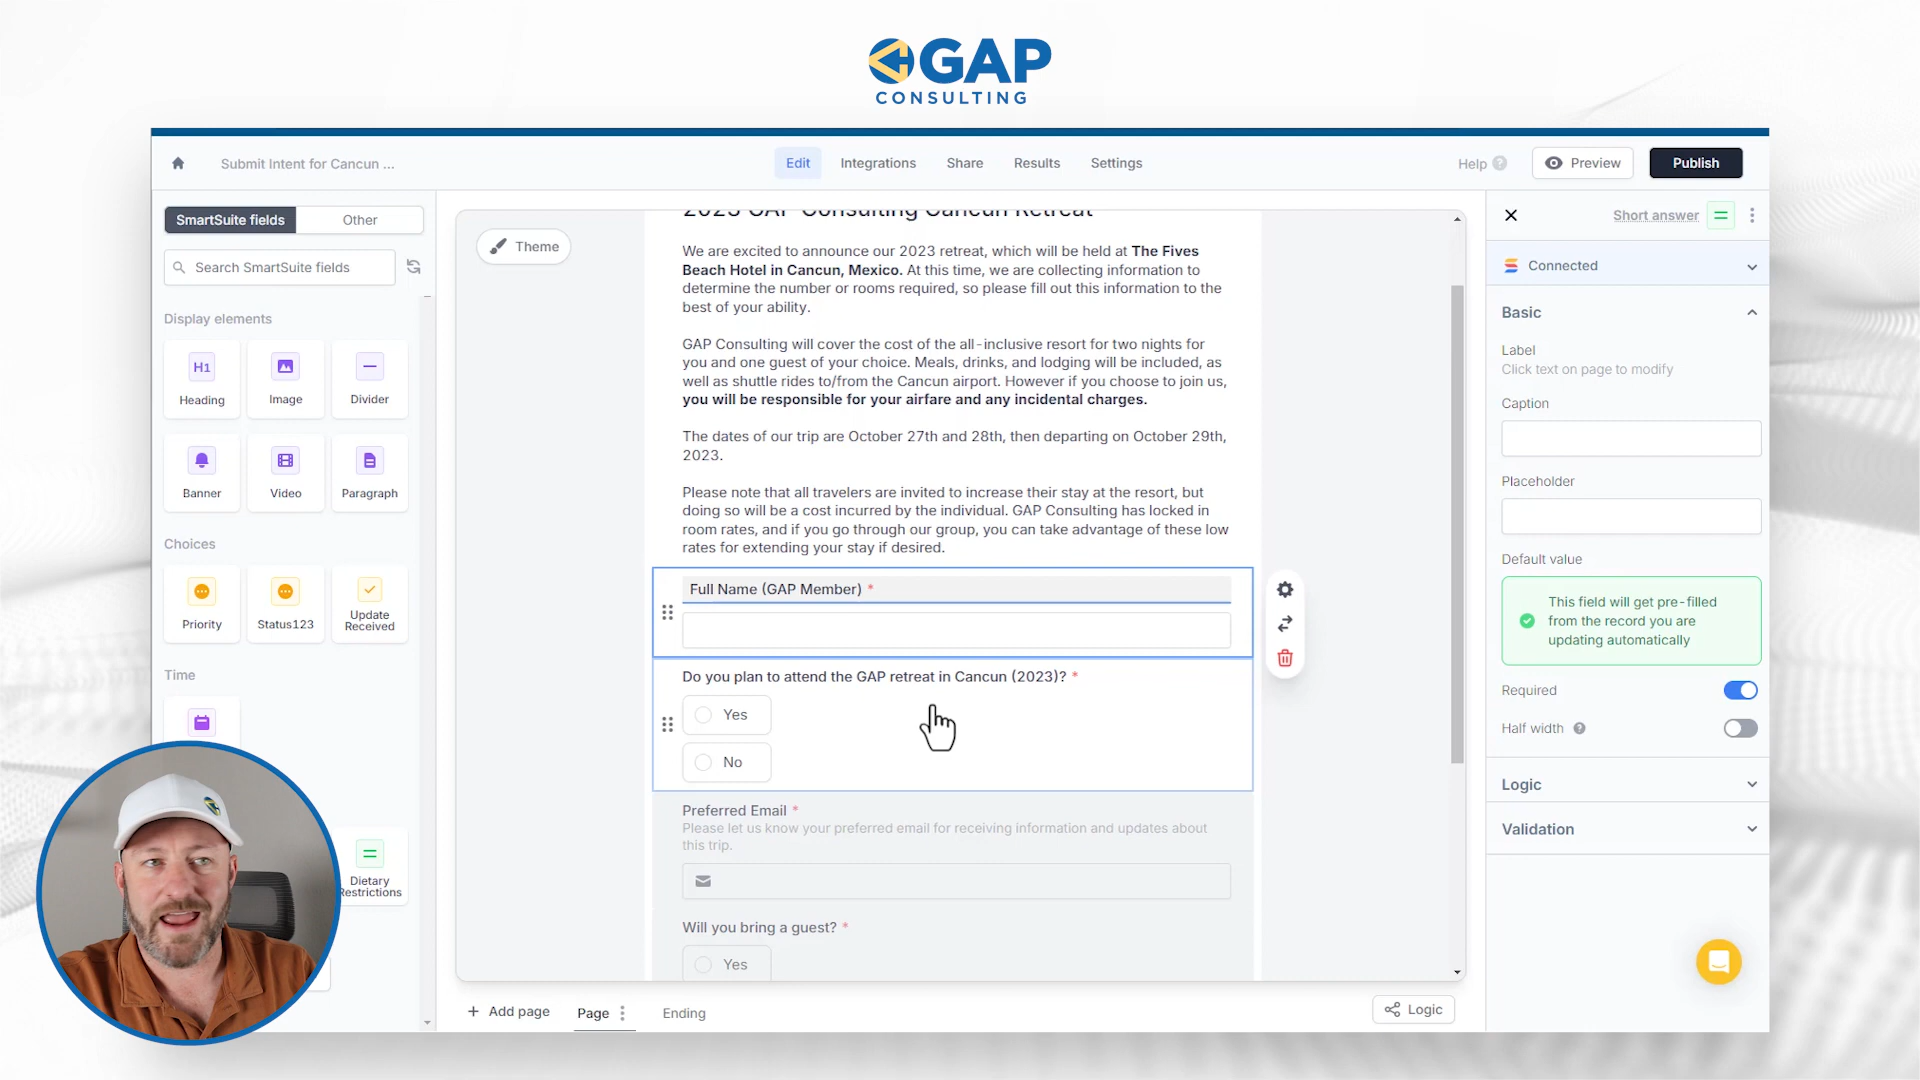 GAP
CONSULTING
Submit Intent for Cancun ...
Edit
Integrations
Share
Results
Settings
Help
Preview
Publish
SmartSuite fields
Other
Search SmartSuite fields
Display elements
H1
Heading
Image
Divider
Banner
Video
Paragraph
Choices
Priority
Status123
Update
Received
Time
Dietary
Restrictions
Theme
2023 GAP Consulting Cancun Retreat
We are excited to announce our 2023 retreat, which will be held at The Fives
Beach Hotel in Cancun, Mexico. At this time, we are collecting information to
determine the number or rooms required, so please fill out this information to the
best of your ability.
GAP Consulting will cover the cost of the all-inclusive resort for two nights for
you and one guest of your choice. Meals, drinks, and lodging will be included, as
well as shuttle rides to/from the Cancun airport. However if you choose to join us,
you will be responsible for your airfare and any incidental charges.
The dates of our trip are October 27th and 28th, then departing on October 29th,
2023.
Please note that all travelers are invited to increase their stay at the resort, but
doing so will be a cost incurred by the individual. GAP Consulting has locked in
room rates, and if you go through our group, you can take advantage of these low
rates for extending your stay if desired.
Full Name (GAP Member) *
Do you plan to attend the GAP retreat in Cancun (2023)? *
Yes
No
Preferred Email *
Please let us know your preferred email for receiving information and updates about
this trip.
Will you bring a guest? *
Yes
Add page
Page
Ending
Logic
Short answer
Connected
Basic
Label
Click text on page to modify
Caption
Placeholder
Default value
This field will get pre-filled
from the record you are
updating automatically
Required
Half width
Logic
Validation